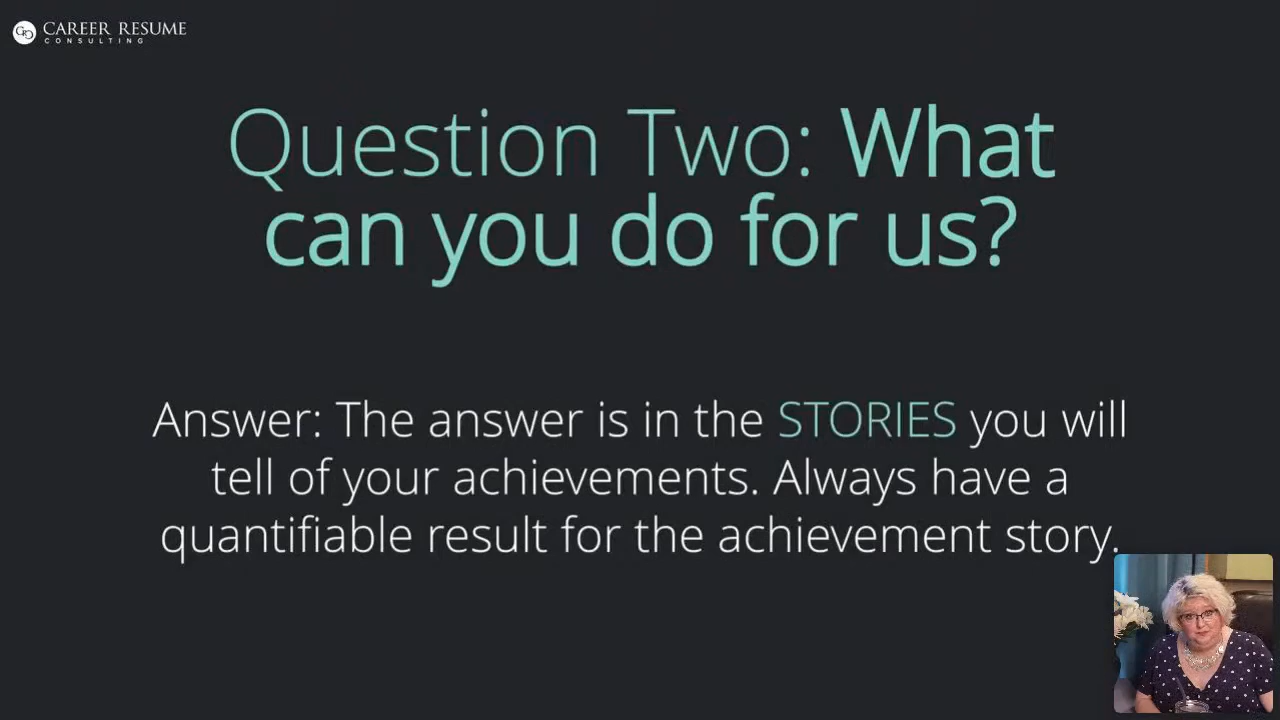 CAREER RESUME
CONSULTING
Question Two: What
can you do for us?
Answer: The answer is in the STORIES you will
tell of your achievements. Always have a
quantifiable result for the achievement story.